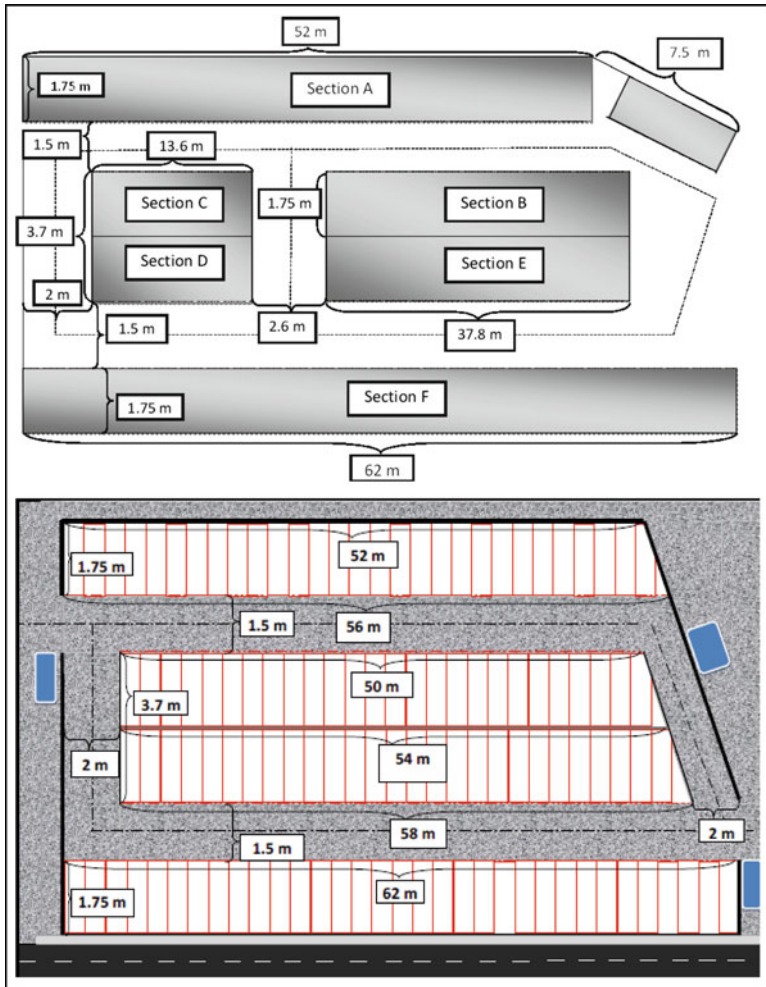 52 m
7.5 m
1.75 m
Section A
1.5 m
13.6 m
Section C
1.75 m
Section B
3.7 m
Section D
Section E
2 m
1.5 m
2.6 m
37.8 m
1.75 m
Section F
62 m
52 m
1.75 m
1.5 m
56 m
50 m
3.7 m
2 m
54 m
58 m
2 m
1.5 m
62 m
1.75 m